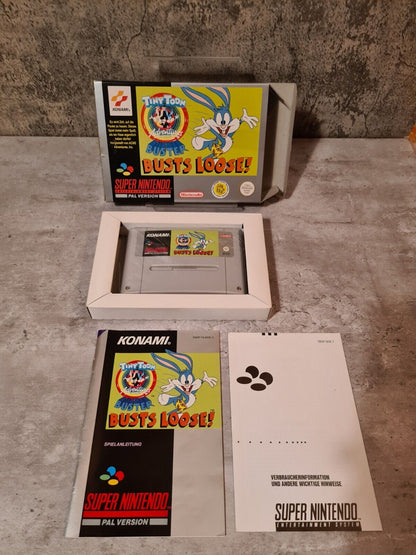 KONAMI
TINY TOON
Adventures
BUSTER
BUSTS LOOSE!
SUPER NINTENDO
ENTERTAINMENT SYSTEM
PAL VERSION
Nintendo
KONAMI
TINY TOON
BUSTS LOOSE!
KONAMI®
TINY TOON
Adventures
BUSTER
BUSTS LOOSE!
SPIELANLEITUNG
SUPER NINTENDO
ENTERTAINMENT SYSTEM
PAL VERSION
VERBRAUCHERINFORMATION
UND ANDERE WICHTIGE HINWEISE
SUPER NINTENDO
ENTERTAINMENT SYSTEM